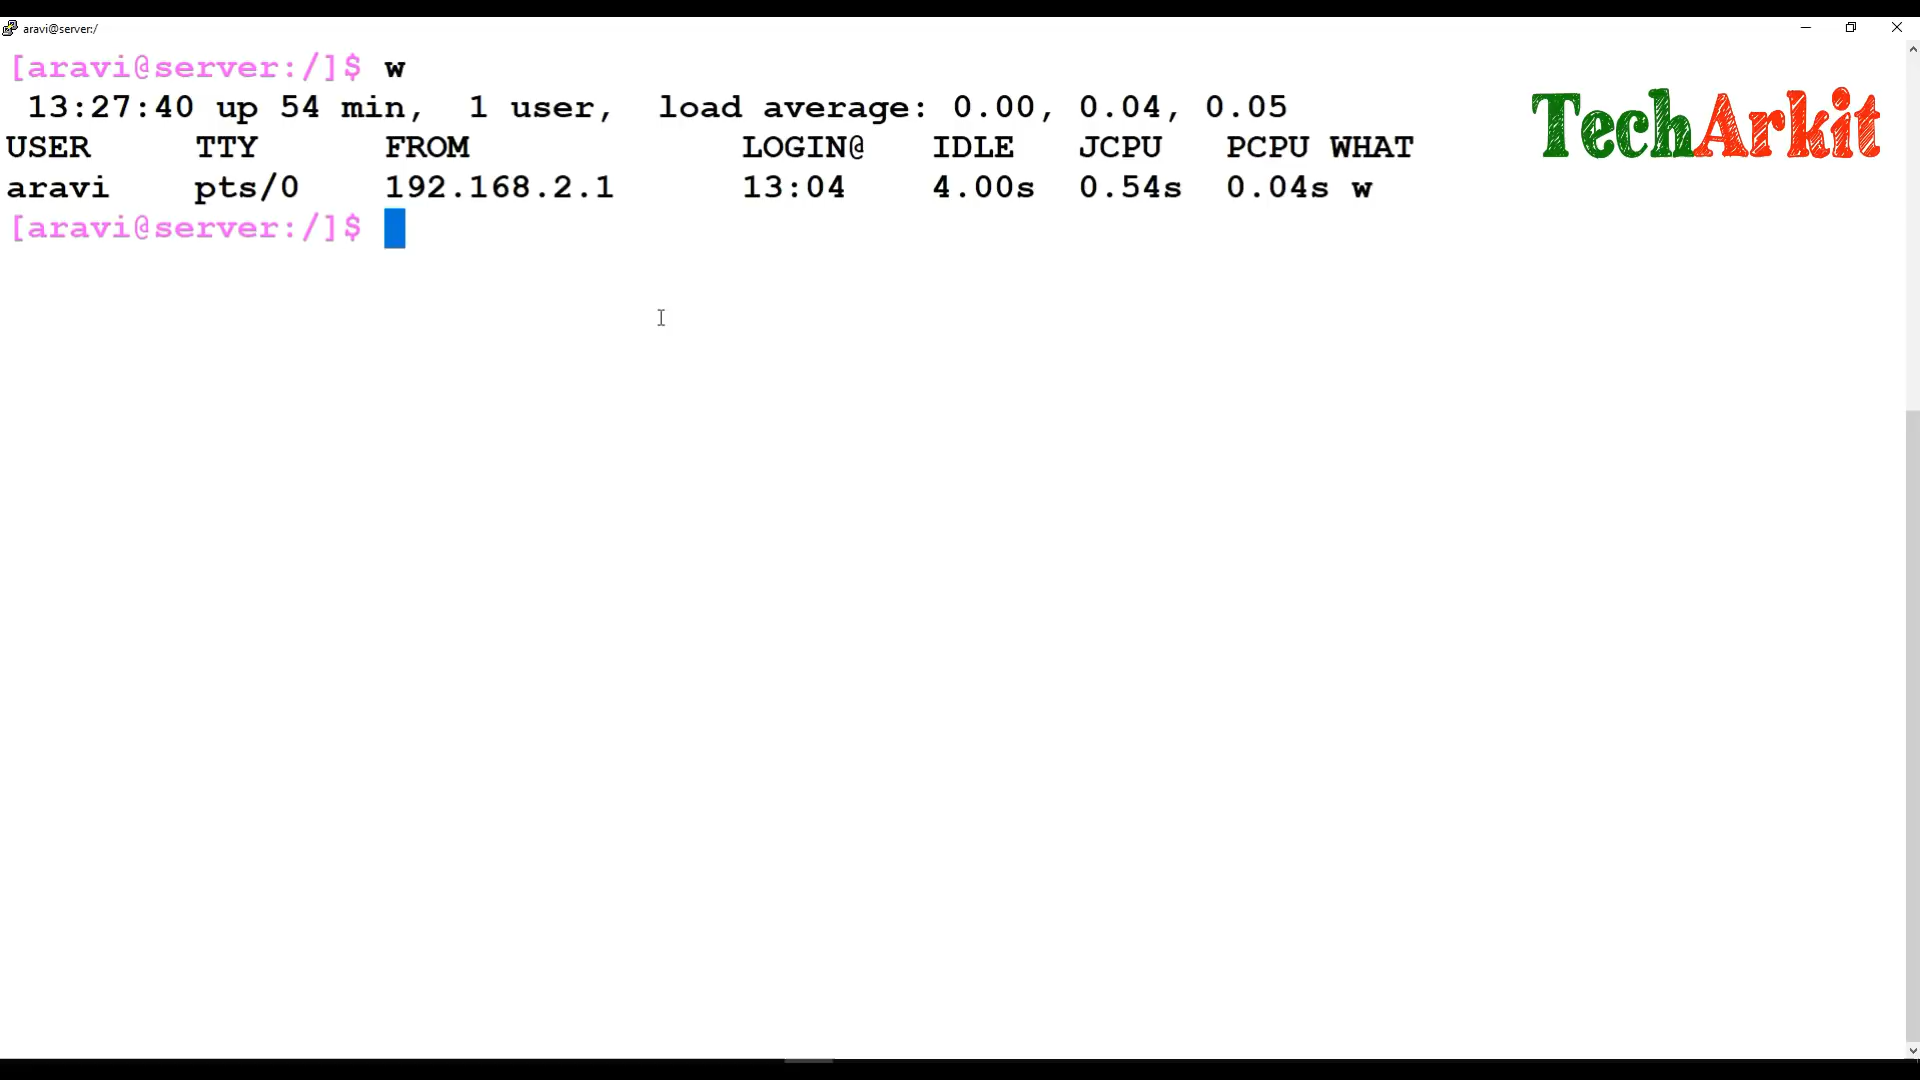 aravi@server:/
[aravi@server:/]$ w
 13:27:40 up 54 min,  1 user,  load average: 0.00, 0.04, 0.05
USER     TTY      FROM             LOGIN@   IDLE   JCPU   PCPU WHAT
aravi    pts/0    192.168.2.1      13:04    4.00s  0.54s  0.04s w
[aravi@server:/]$
TechArkit